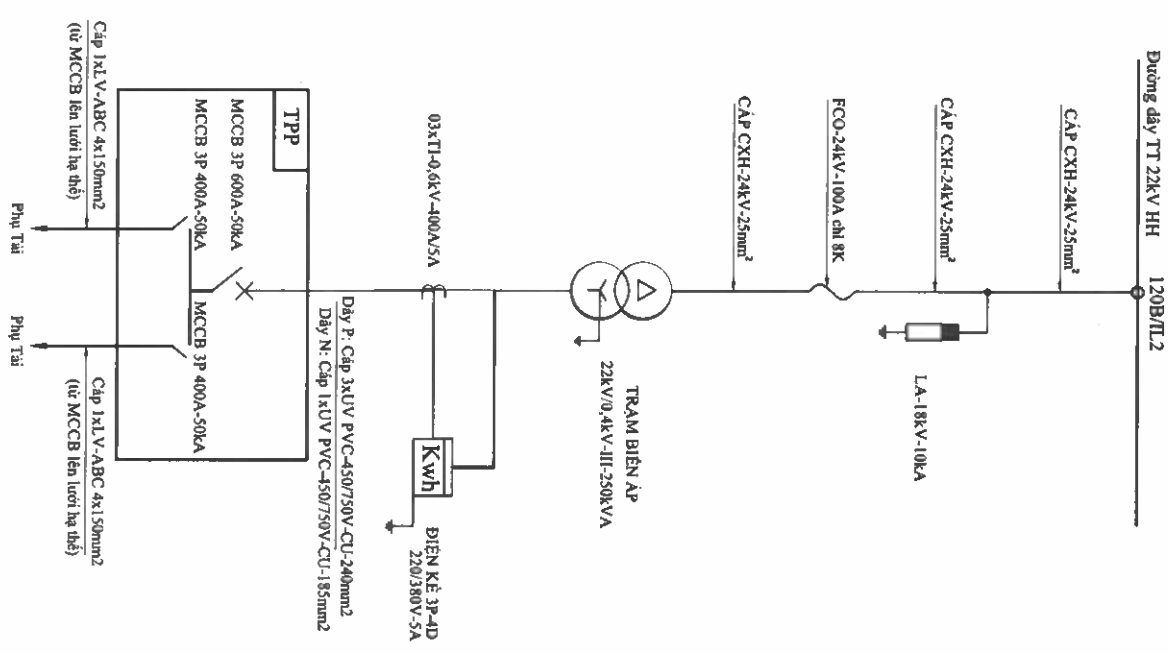 Đường dây TT 22kV HH
120B/IL2
CÁP CXH-24kV-25mm²
LA-18kV-10kA
CÁP CXH-24kV-25mm²
FCO-24kV-100A chì 8K
CÁP CXH-24kV-25mm²
TRẠM BIẾN ÁP
22kV/0,4kV-III-250kVA
03xTI-0,6kV-400A/5A
Kwh
ĐIỆN KẾ 3P-4D
220/380V-5A
Dây P: Cáp 3xUV PVC-450/750V-CU-240mm2
Dây N: Cáp 1xUV PVC-450/750V-CU-185mm2
TPP
MCCB 3P 600A-50kA
MCCB 3P 400A-50kA
MCCB 3P 400A-50kA
Cáp 1xLV-ABC 4x150mm2
(từ MCCB lên lưới hạ thế)
Cáp 1xLV-ABC 4x150mm2
(từ MCCB lên lưới hạ thế)
Phụ Tải
Phụ Tải